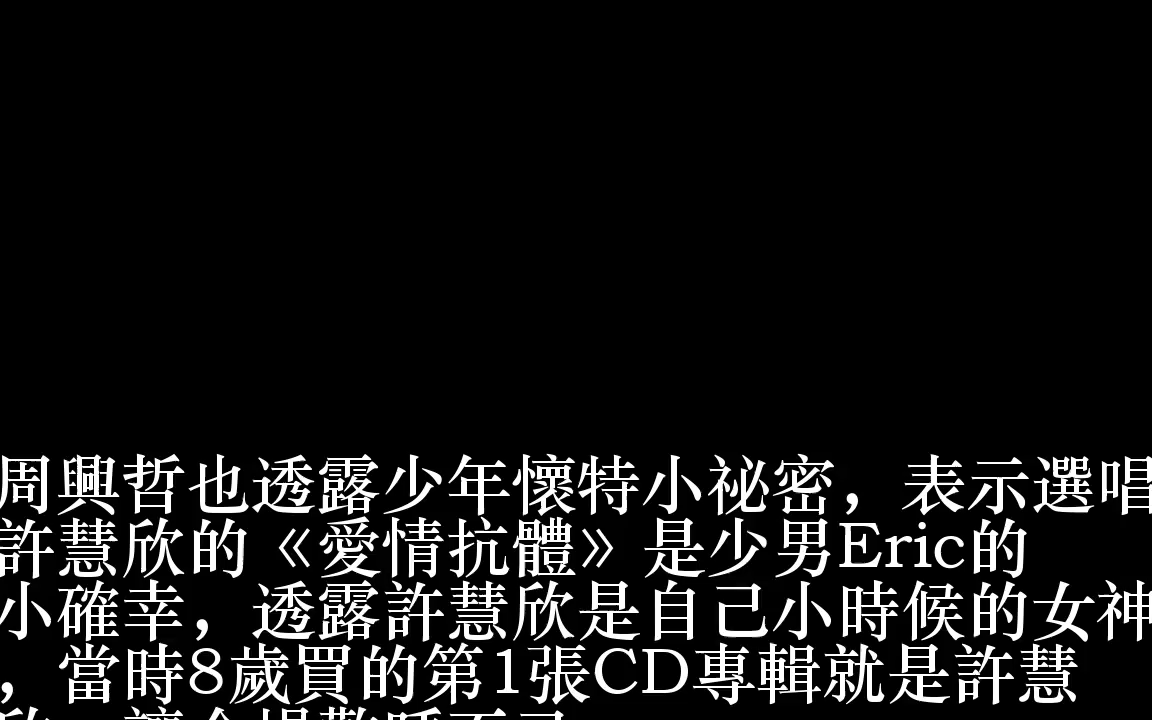 周興哲也透露少年懷特小祕密，表示選唱
許慧欣的《愛情抗體》是少男Eric的
小確幸，透露許慧欣是自己小時候的女神
，當時8歲買的第1張CD專輯就是許慧